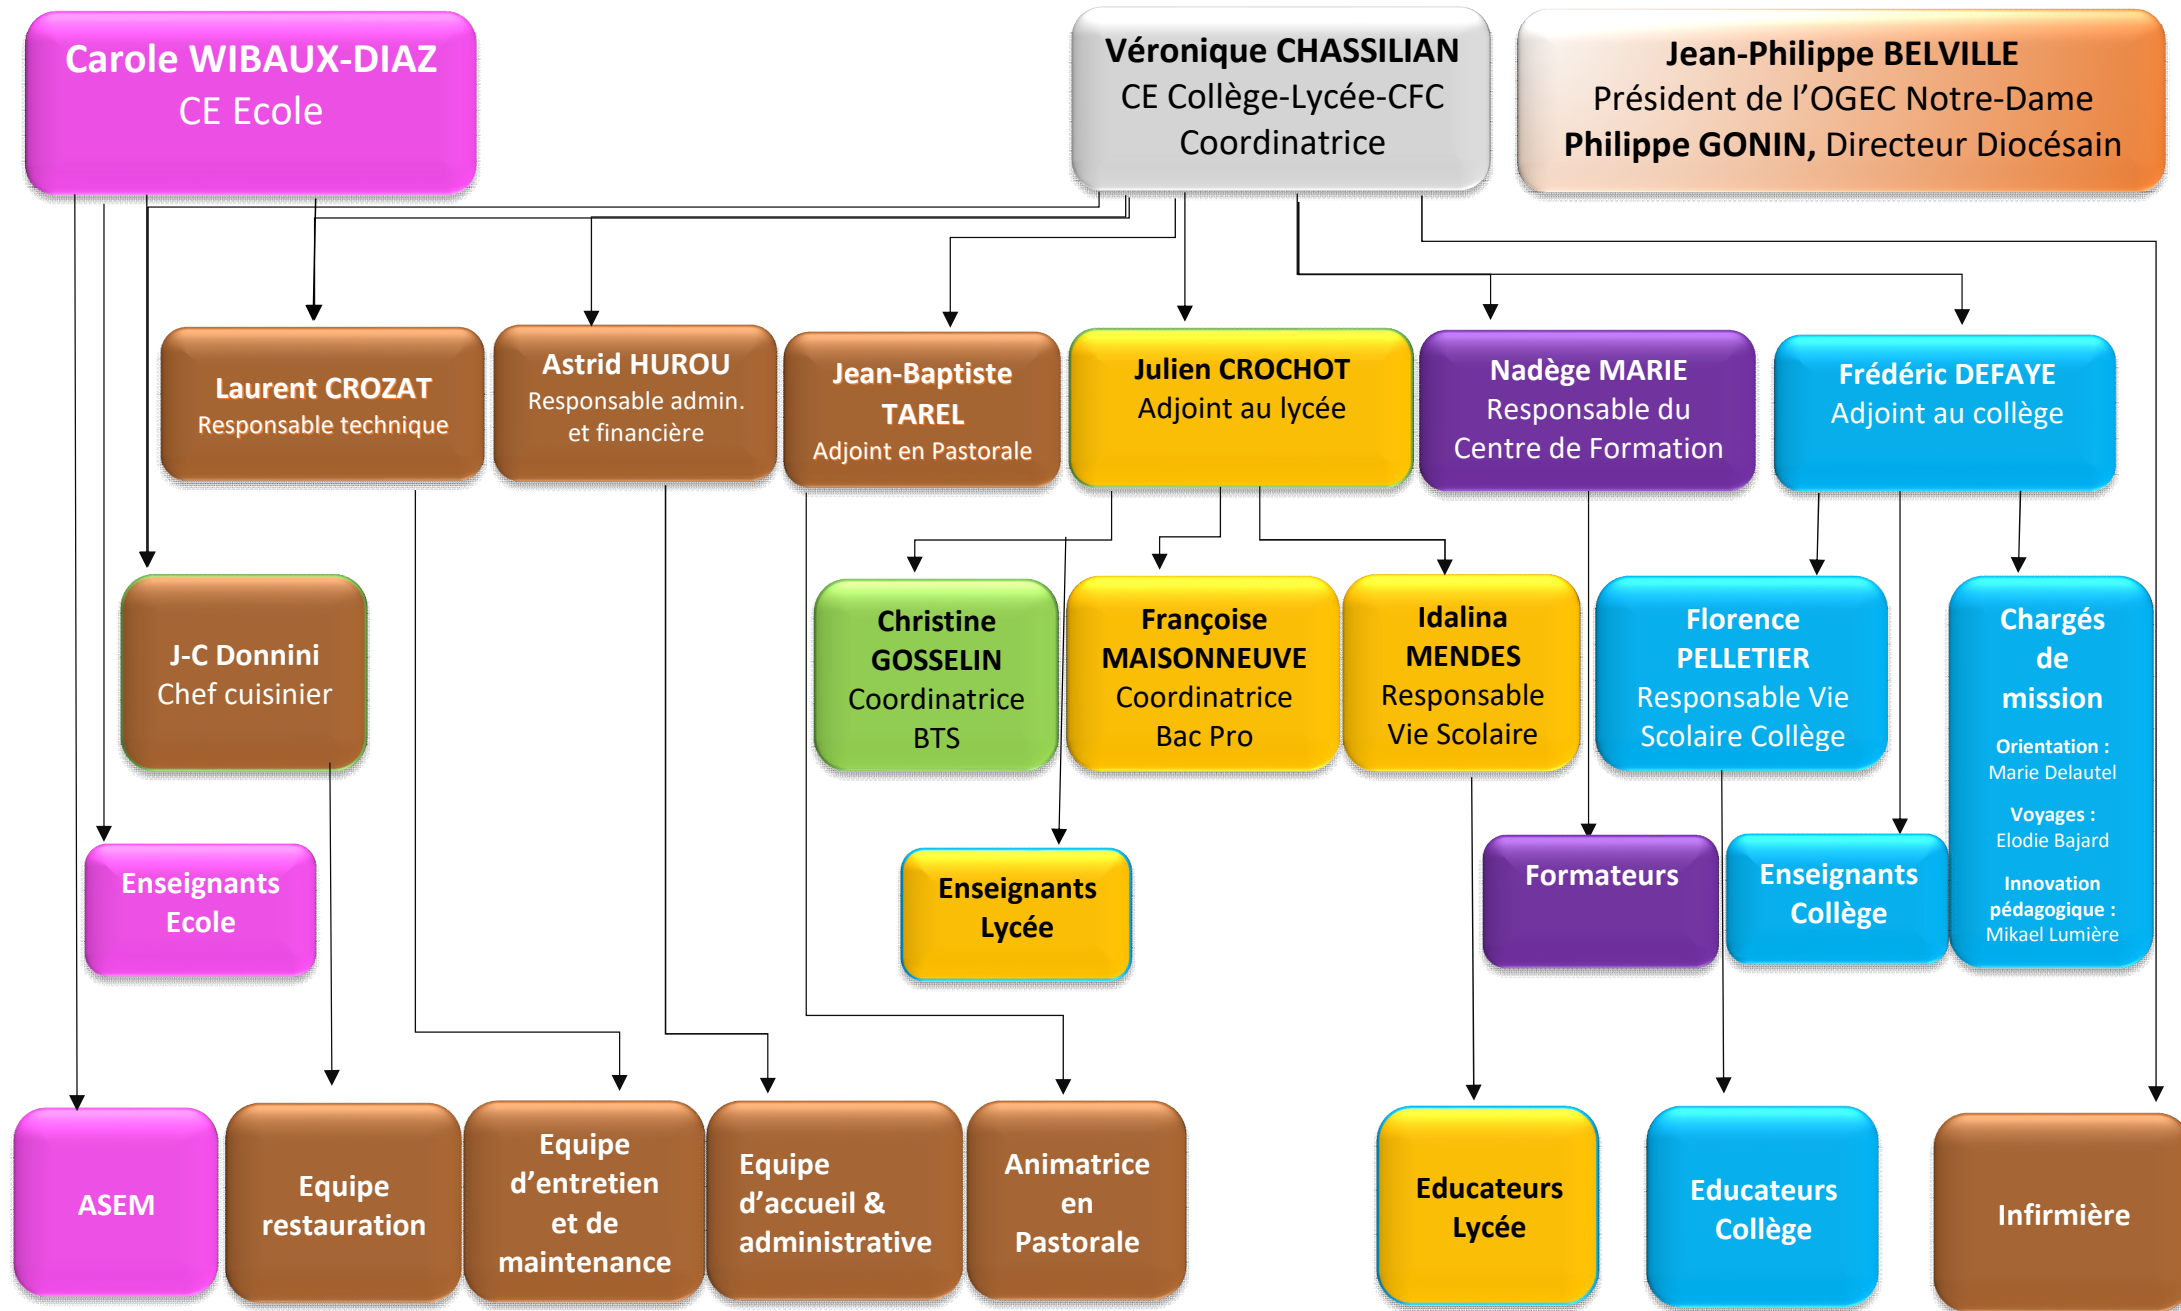 Carole WIBAUX-DIAZ
CE Ecole
Véronique CHASSILIAN
CE Collège-Lycée-CFC
Coordinatrice
Jean-Philippe BELVILLE
Président de l’OGEC Notre-Dame
Philippe GONIN, Directeur Diocésain
Laurent CROZAT
Responsable technique
Astrid HUROU
Responsable admin.
et financière
Jean-Baptiste
TAREL
Adjoint en Pastorale
Julien CROCHOT
Adjoint au lycée
Nadège MARIE
Responsable du
Centre de Formation
Frédéric DEFAYE
Adjoint au collège
J-C Donnini
Chef cuisinier
Christine
GOSSELIN
Coordinatrice
BTS
Françoise
MAISONNEUVE
Coordinatrice
Bac Pro
Idalina
MENDES
Responsable
Vie Scolaire
Florence
PELLETIER
Responsable Vie
Scolaire Collège
Chargés
de
mission
Orientation :
Marie Delautel
Voyages :
Elodie Bajard
Innovation
pédagogique :
Mikael Lumière
Enseignants
Ecole
Enseignants
Lycée
Formateurs
Enseignants
Collège
ASEM
Equipe
restauration
Equipe
d’entretien
et de
maintenance
Equipe
d’accueil &
administrative
Animatrice
en
Pastorale
Educateurs
Lycée
Educateurs
Collège
Infirmière